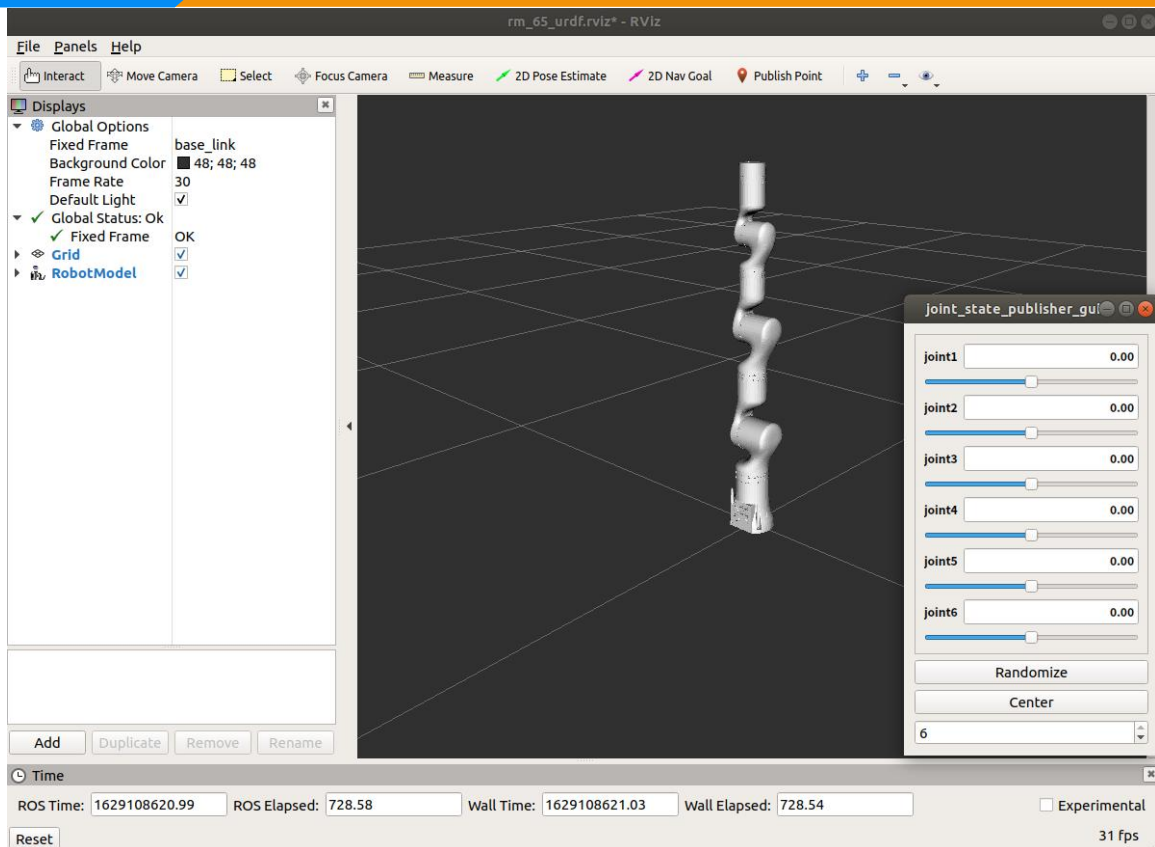 rm_65_urdf.rviz* - RViz
File Panels Help
Interact Move Camera Select Focus Camera Measure 2D Pose Estimate 2D Nav Goal Publish Point
Displays
Global Options
Fixed Frame base_link
Background Color 48; 48; 48
Frame Rate 30
Default Light
Global Status: Ok
Fixed Frame OK
Grid
RobotModel
Add Duplicate Remove Rename
joint_state_publisher_gui
joint1 0.00
joint2 0.00
joint3 0.00
joint4 0.00
joint5 0.00
joint6 0.00
Randomize
Center
6
Time
ROS Time: 1629108620.99 ROS Elapsed: 728.58 Wall Time: 1629108621.03 Wall Elapsed: 728.54 Experimental
Reset 31 fps